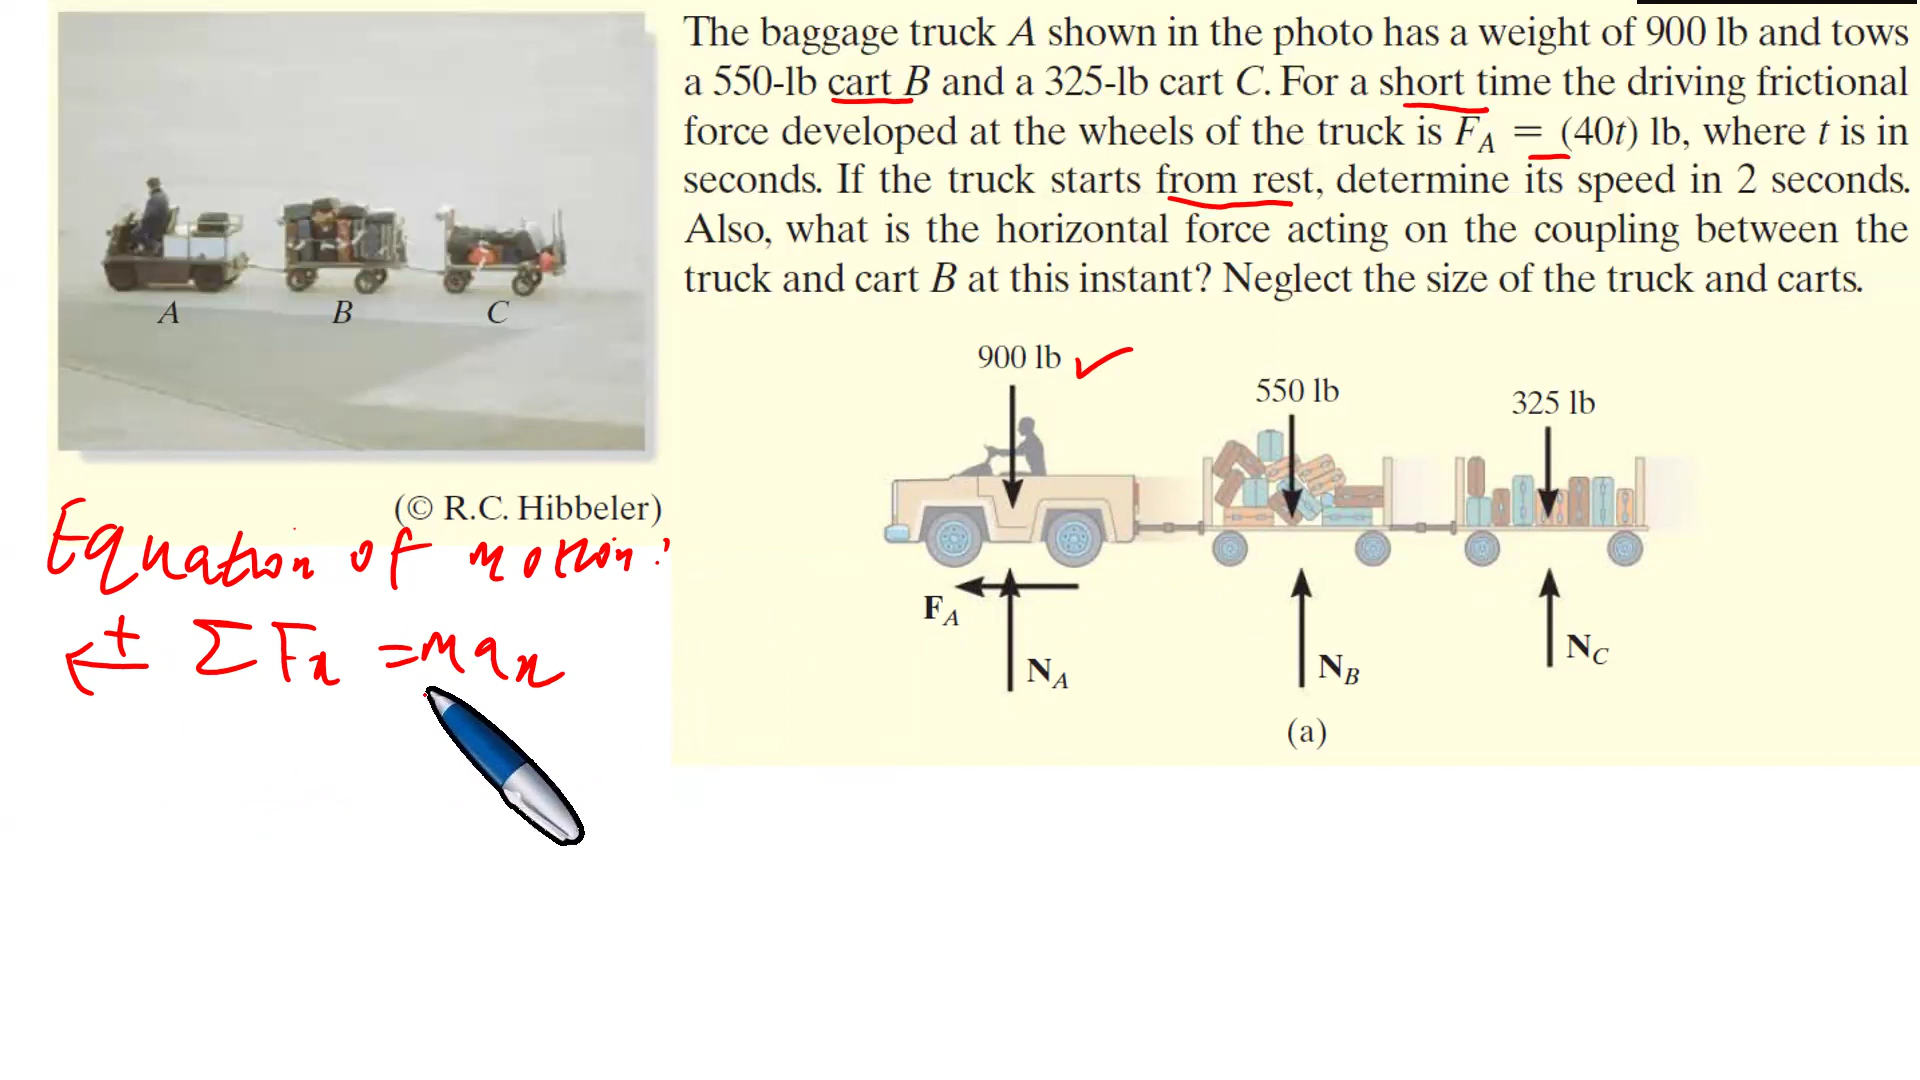 The baggage truck A shown in the photo has a weight of 900 lb and tows
a 550-lb cart B and a 325-lb cart C. For a short time the driving frictional
force developed at the wheels of the truck is F_A = (40t) lb, where t is in
seconds. If the truck starts from rest, determine its speed in 2 seconds.
Also, what is the horizontal force acting on the coupling between the
truck and cart B at this instant? Neglect the size of the truck and carts.
A B C
(© R.C. Hibbeler)
900 lb
550 lb
325 lb
F_A
N_A
N_B
N_C
(a)
Equation of motion:
← + ΣFx = max